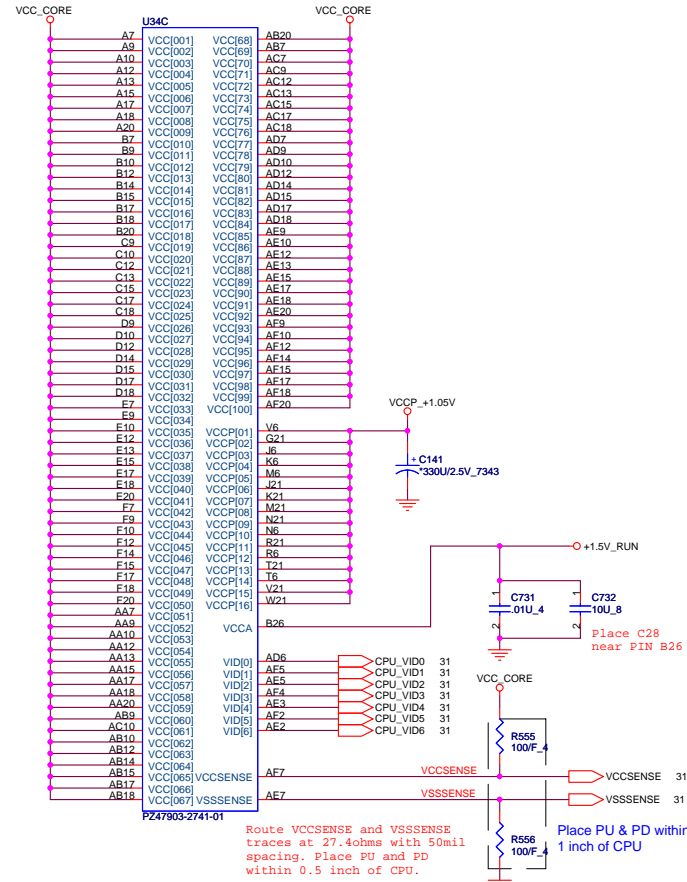 VCC_CORE VCC_CORE
U34C
A7 VCC[001] VCC[68] AB20
A9 VCC[002] VCC[69] AB7
A10 VCC[003] VCC[70] AC7
A12 VCC[004] VCC[71] AC9
A13 VCC[005] VCC[72] AC12
A15 VCC[006] VCC[73] AC13
A17 VCC[007] VCC[74] AC15
A18 VCC[008] VCC[75] AC17
A20 VCC[009] VCC[76] AC18
B7 VCC[010] VCC[77] AD7
B9 VCC[011] VCC[78] AD9
B10 VCC[012] VCC[79] AD10
B12 VCC[013] VCC[80] AD12
B14 VCC[014] VCC[81] AD14
B15 VCC[015] VCC[82] AD15
B17 VCC[016] VCC[83] AD17
B18 VCC[017] VCC[84] AD18
B20 VCC[018] VCC[85] AE9
C9 VCC[019] VCC[86] AE10
C10 VCC[020] VCC[87] AE12
C12 VCC[021] VCC[88] AE13
C13 VCC[022] VCC[89] AE15
C15 VCC[023] VCC[90] AE17
C17 VCC[024] VCC[91] AE18
C18 VCC[025] VCC[92] AE20
D9 VCC[026] VCC[93] AF9
D10 VCC[027] VCC[94] AF10
D12 VCC[028] VCC[95] AF12
D14 VCC[029] VCC[96] AF14
D15 VCC[030] VCC[97] AF15
D17 VCC[031] VCC[98] AF17
D18 VCC[032] VCC[99] AF18
E7 VCC[033] VCC[100] AF20
E9 VCC[034]
E10 VCC[035] VCCP[01] V6
E12 VCC[036] VCCP[02] G21
E13 VCC[037] VCCP[03] J6
E15 VCC[038] VCCP[04] K6
E17 VCC[039] VCCP[05] M6
E18 VCC[040] VCCP[06] J21
E20 VCC[041] VCCP[07] K21
F7 VCC[042] VCCP[08] M21
F9 VCC[043] VCCP[09] N21
F10 VCC[044] VCCP[10] N6
F12 VCC[045] VCCP[11] R21
F14 VCC[046] VCCP[12] R6
F15 VCC[047] VCCP[13] T21
F17 VCC[048] VCCP[14] T6
F18 VCC[049] VCCP[15] V21
F20 VCC[050] VCCP[16] W21
AA7 VCC[051]
AA9 VCC[052] VCCA B26
AA10 VCC[053]
AA12 VCC[054]
AA13 VCC[055] VID[0] AD6 CPU_VID0 31
AA15 VCC[056] VID[1] AF5 CPU_VID1 31
AA17 VCC[057] VID[2] AE5 CPU_VID2 31
AA18 VCC[058] VID[3] AF4 CPU_VID3 31
AA20 VCC[059] VID[4] AE3 CPU_VID4 31
AB9 VCC[060] VID[5] AF2 CPU_VID5 31
AC10 VCC[061] VID[6] AE2 CPU_VID6 31
AB10 VCC[062]
AB12 VCC[063]
AB14 VCC[064]
AB15 VCC[065] VCCSENSE AF7 VCCSENSE VCCSENSE 31
AB17 VCC[066]
AB18 VCC[067] VSSSENSE AE7 VSSSENSE VSSSENSE 31
PZ47903-2741-01
VCCP_+1.05V
+ C141
*330U/2.5V_7343
+1.5V_RUN
1 1
C731 C732
.01U_4 10U_8
2 2
Place C28
near PIN B26
VCC_CORE
R555
100/F_4
R556
100/F_4
Place PU & PD within
1 inch of CPU
Route VCCSENSE and VSSSENSE
traces at 27.4ohms with 50mil
spacing. Place PU and PD
within 0.5 inch of CPU.